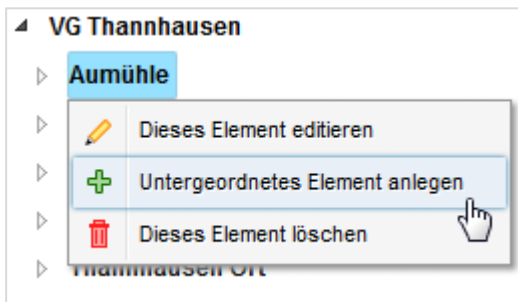 VG Thannhausen
Aumühle
Dieses Element editieren
Untergeordnetes Element anlegen
Dieses Element löschen
Thannhausen Ort